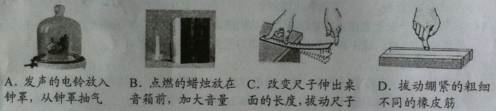 A. 发声的电铃放入
钟罩，从钟罩抽气
B. 点燃的蜡烛放在
音箱前，加大音量
C. 改变尺子伸出桌
面的长度，拨动尺子
D. 拨动绷紧的粗细
不同的橡皮筋